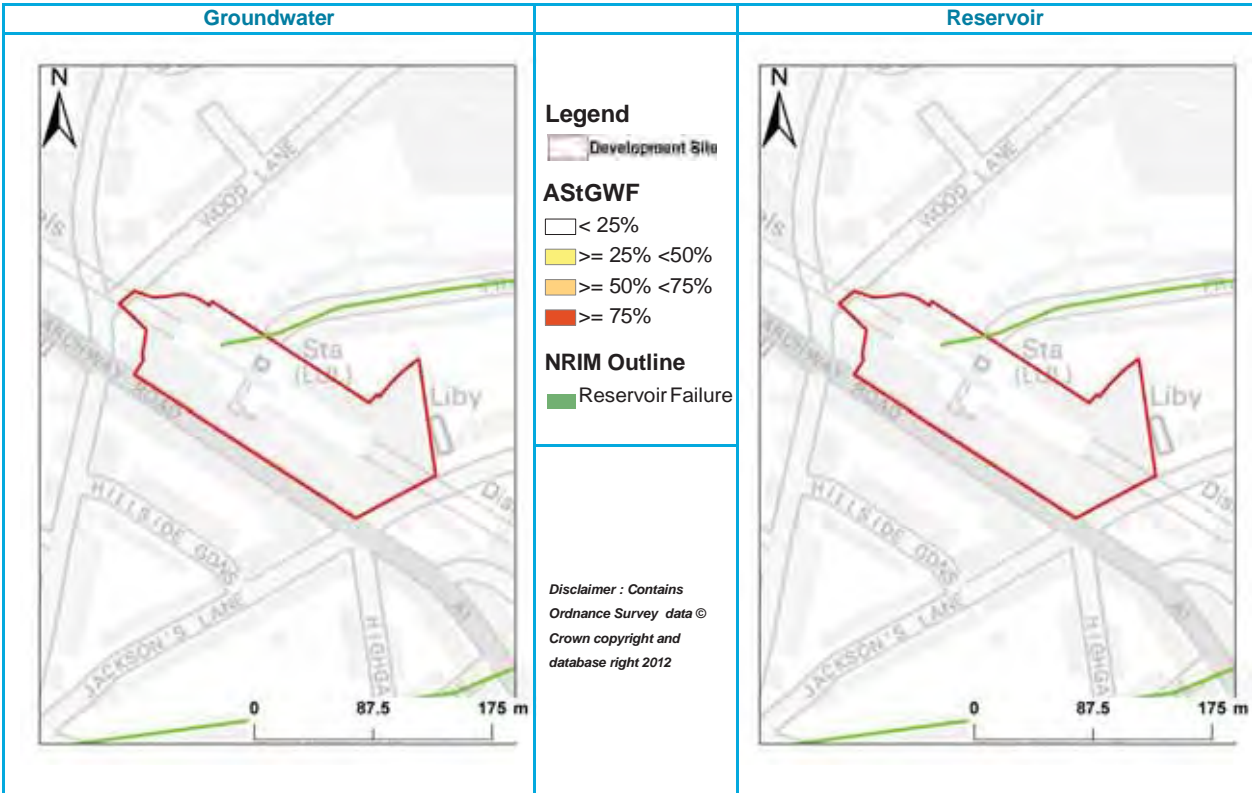 Groundwater
Reservoir
N
WOOD LANE
ARCHWAY ROAD
Sta
(LUL)
Liby
HILLSIDE GDNS
JACKSON'S LANE
HIGHGA
A1
0 87.5 175 m
Legend
Development Site
AStGWF
< 25%
>= 25% <50%
>= 50% <75%
>= 75%
NRIM Outline
Reservoir Failure
Disclaimer : Contains
Ordnance Survey data ©
Crown copyright and
database right 2012
N
WOOD LANE
ARCHWAY ROAD
Sta
(LUL)
Liby
HILLSIDE GDNS
JACKSON'S LANE
HIGHGA
A1
0 87.5 175 m